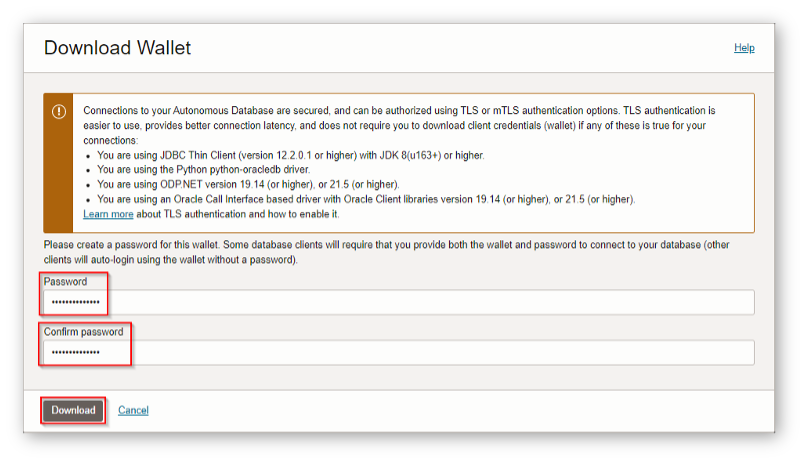 Download Wallet
Help
Connections to your Autonomous Database are secured, and can be authorized using TLS or mTLS authentication options. TLS authentication is
easier to use, provides better connection latency, and does not require you to download client credentials (wallet) if any of these is true for your
connections:
• You are using JDBC Thin Client (version 12.2.0.1 or higher) with JDK 8(u163+) or higher.
• You are using the Python python-oracledb driver.
• You are using ODP.NET version 19.14 (or higher), or 21.5 (or higher).
• You are using an Oracle Call Interface based driver with Oracle Client libraries version 19.14 (or higher), or 21.5 (or higher).
Learn more about TLS authentication and how to enable it.
Please create a password for this wallet. Some database clients will require that you provide both the wallet and password to connect to your database (other
clients will auto-login using the wallet without a password).
Password
••••••••••••••
Confirm password
••••••••••••••
Download
Cancel